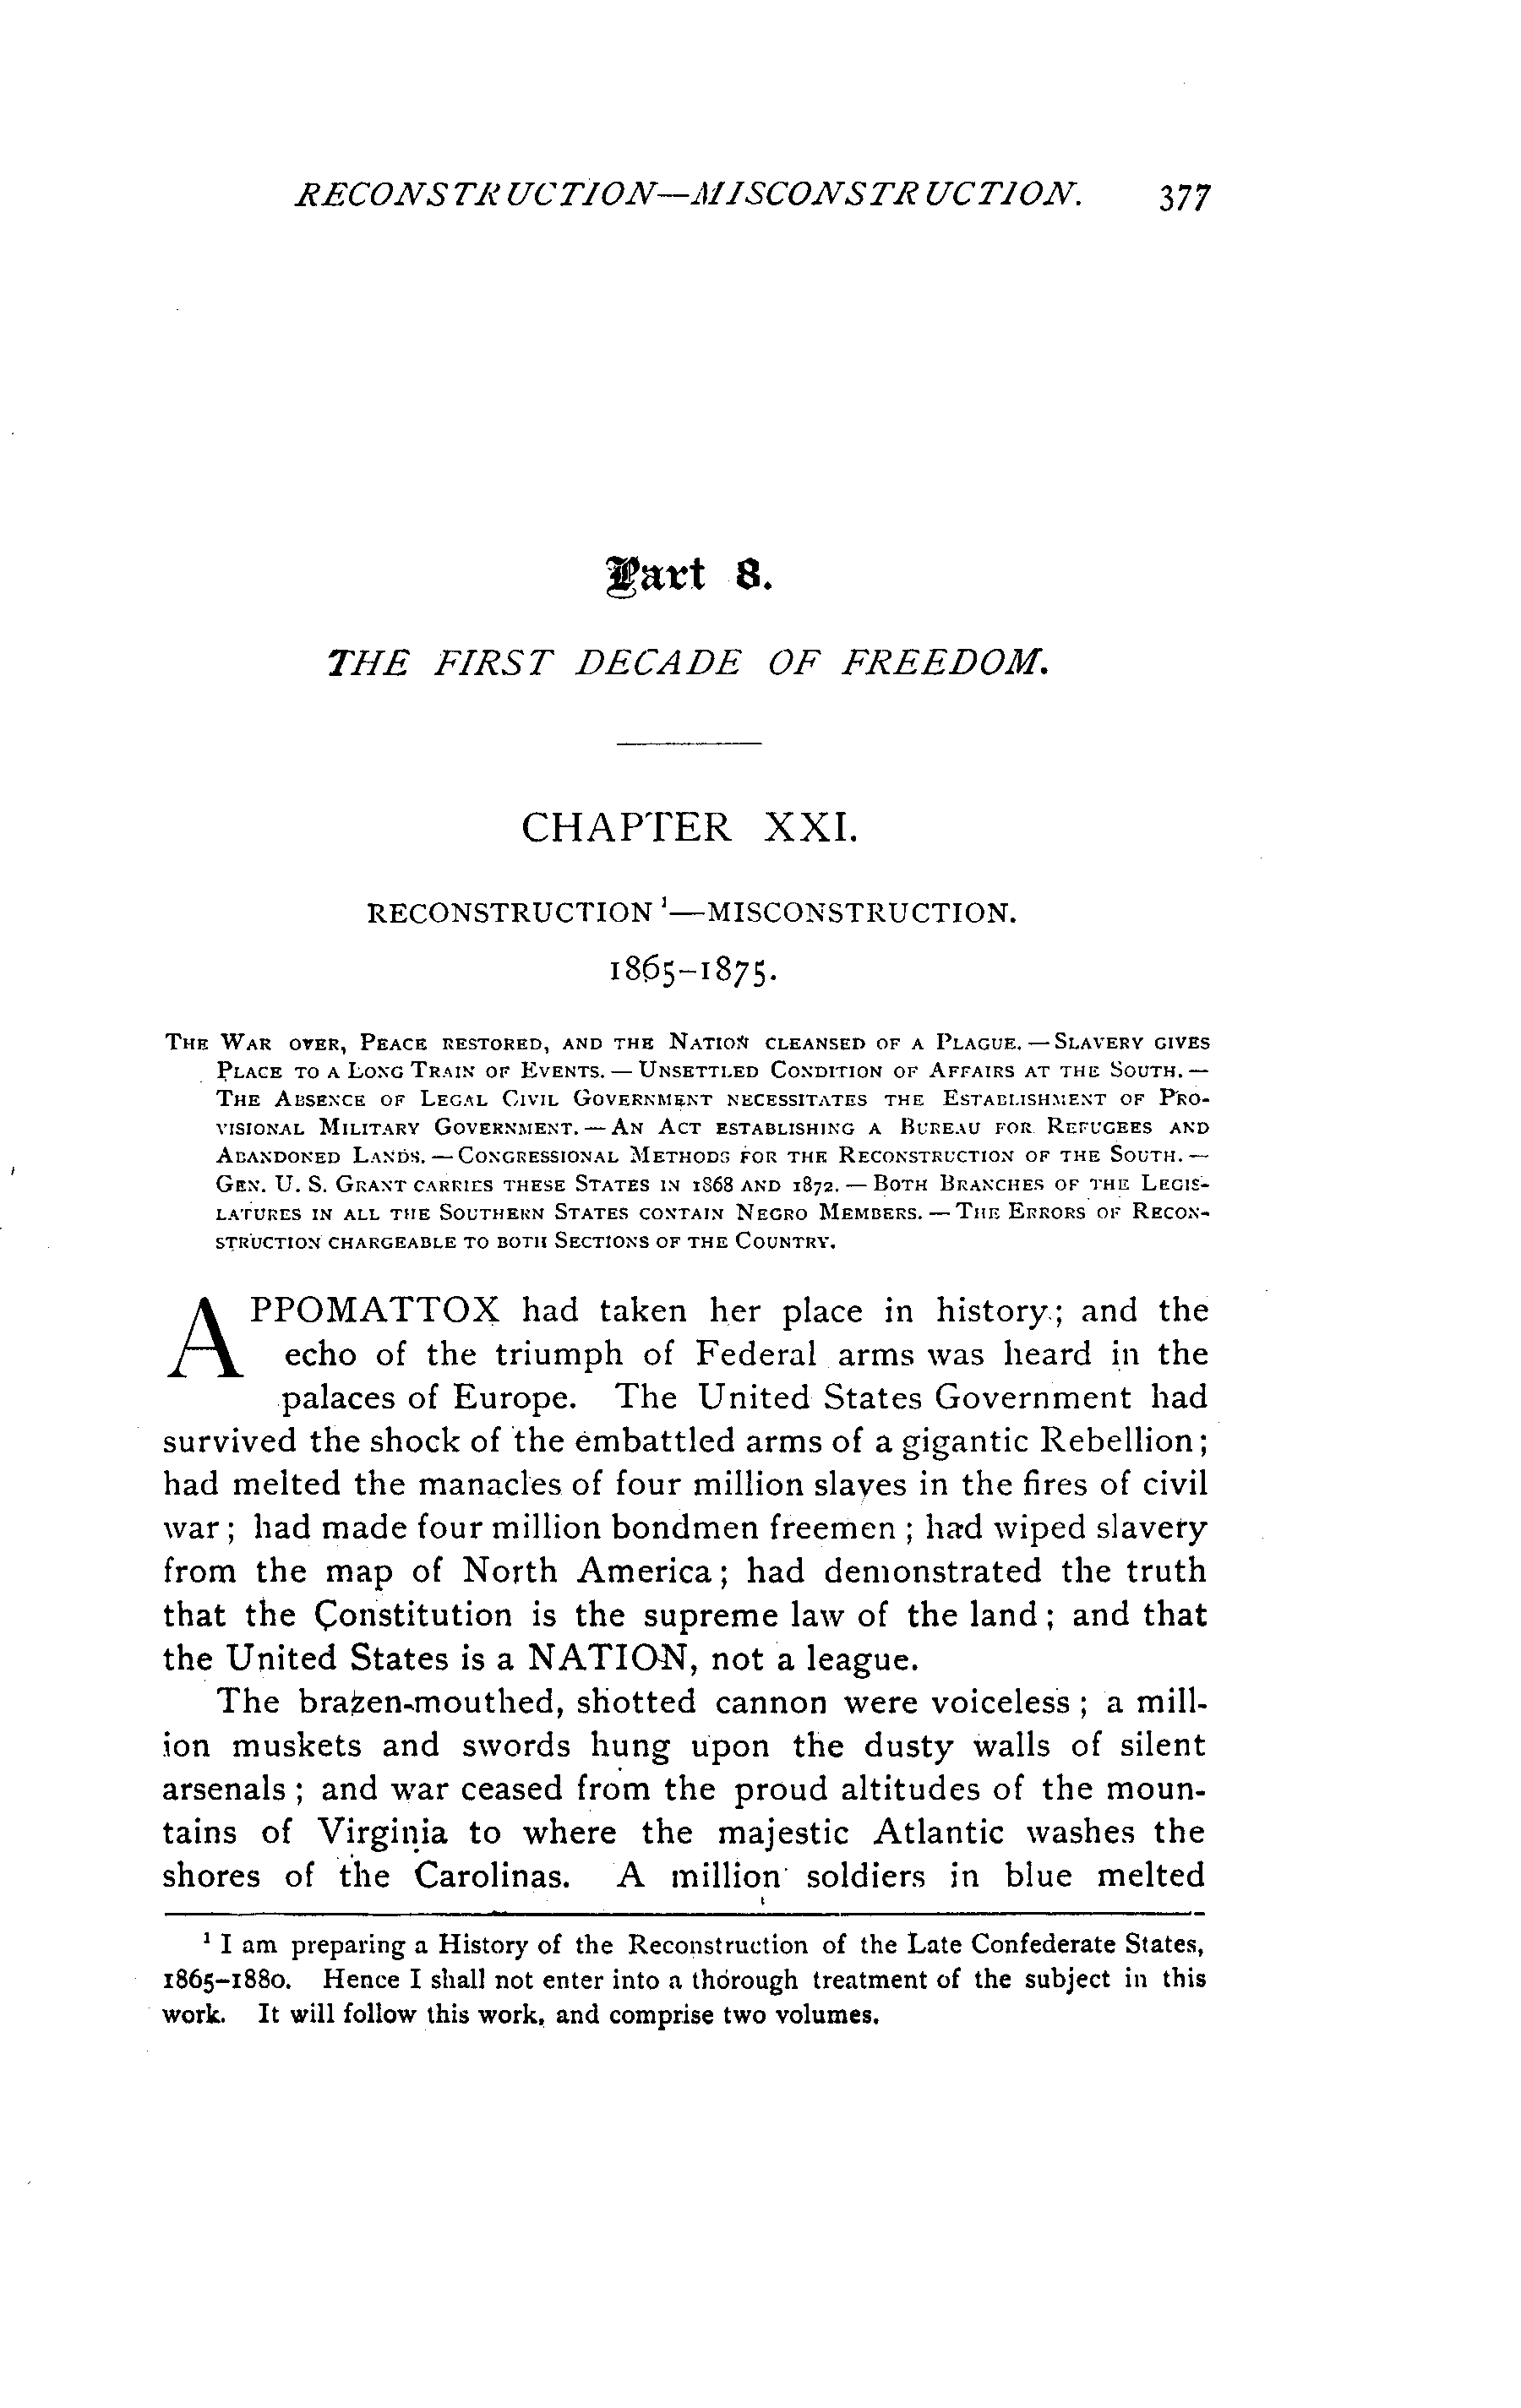 RECONSTRUCTION—MISCONSTRUCTION. 377
Part 8.
THE FIRST DECADE OF FREEDOM.
CHAPTER XXI.
RECONSTRUCTION ¹—MISCONSTRUCTION.
1865–1875.
THE WAR OVER, PEACE RESTORED, AND THE NATION CLEANSED OF A PLAGUE. — SLAVERY GIVES
PLACE TO A LONG TRAIN OF EVENTS. — UNSETTLED CONDITION OF AFFAIRS AT THE SOUTH. —
THE ABSENCE OF LEGAL CIVIL GOVERNMENT NECESSITATES THE ESTABLISHMENT OF PRO-
VISIONAL MILITARY GOVERNMENT. — AN ACT ESTABLISHING A BUREAU FOR REFUGEES AND
ABANDONED LANDS. — CONGRESSIONAL METHODS FOR THE RECONSTRUCTION OF THE SOUTH. —
GEN. U. S. GRANT CARRIES THESE STATES IN 1868 AND 1872. — BOTH BRANCHES OF THE LEGIS-
LATURES IN ALL THE SOUTHERN STATES CONTAIN NEGRO MEMBERS. — THE ERRORS OF RECON-
STRUCTION CHARGEABLE TO BOTH SECTIONS OF THE COUNTRY.
APPOMATTOX had taken her place in history; and the
echo of the triumph of Federal arms was heard in the
palaces of Europe. The United States Government had
survived the shock of the embattled arms of a gigantic Rebellion;
had melted the manacles of four million slaves in the fires of civil
war; had made four million bondmen freemen; had wiped slavery
from the map of North America; had demonstrated the truth
that the Constitution is the supreme law of the land; and that
the United States is a NATION, not a league.
The brazen-mouthed, shotted cannon were voiceless; a mill-
ion muskets and swords hung upon the dusty walls of silent
arsenals; and war ceased from the proud altitudes of the moun-
tains of Virginia to where the majestic Atlantic washes the
shores of the Carolinas. A million soldiers in blue melted
¹ I am preparing a History of the Reconstruction of the Late Confederate States,
1865–1880. Hence I shall not enter into a thorough treatment of the subject in this
work. It will follow this work, and comprise two volumes.